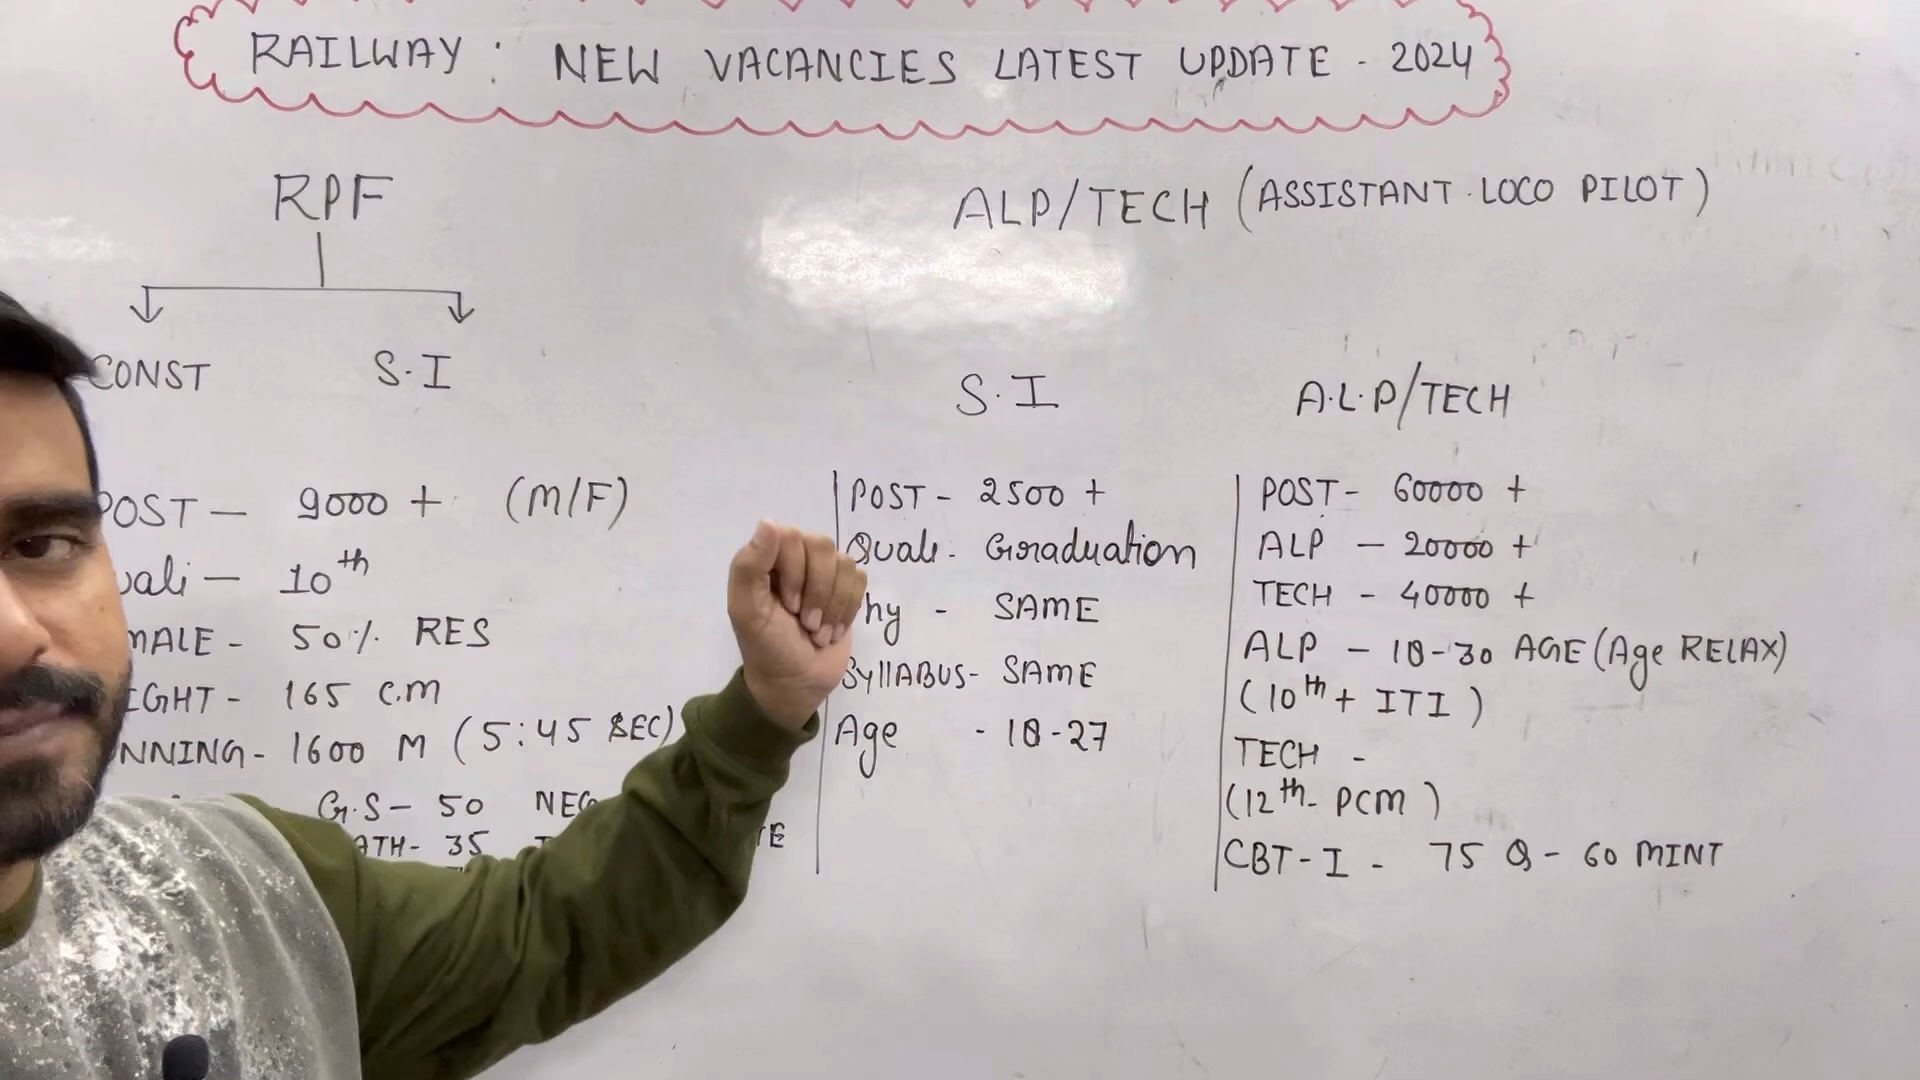 RAILWAY : NEW VACANCIES LATEST UPDATE - 2024
RPF
CONST S.I
POST — 9000 + (M/F)
10th
50% RES
165 C.M
1600 M (5:45 SEC)
G.S - 50
35
ALP/TECH (ASSISTANT LOCO PILOT)
S.I
POST - 2500 +
Quali - Graduation
- SAME
SYllABUS - SAME
Age - 18-27
A.L.P/TECH
POST - 60000 +
ALP — 20000 +
TECH - 40000 +
ALP — 18-30 AGE (Age RELAX)
(10th + ITI)
TECH -
(12th - PCM)
CBT-I - 75 Q - 60 MINT